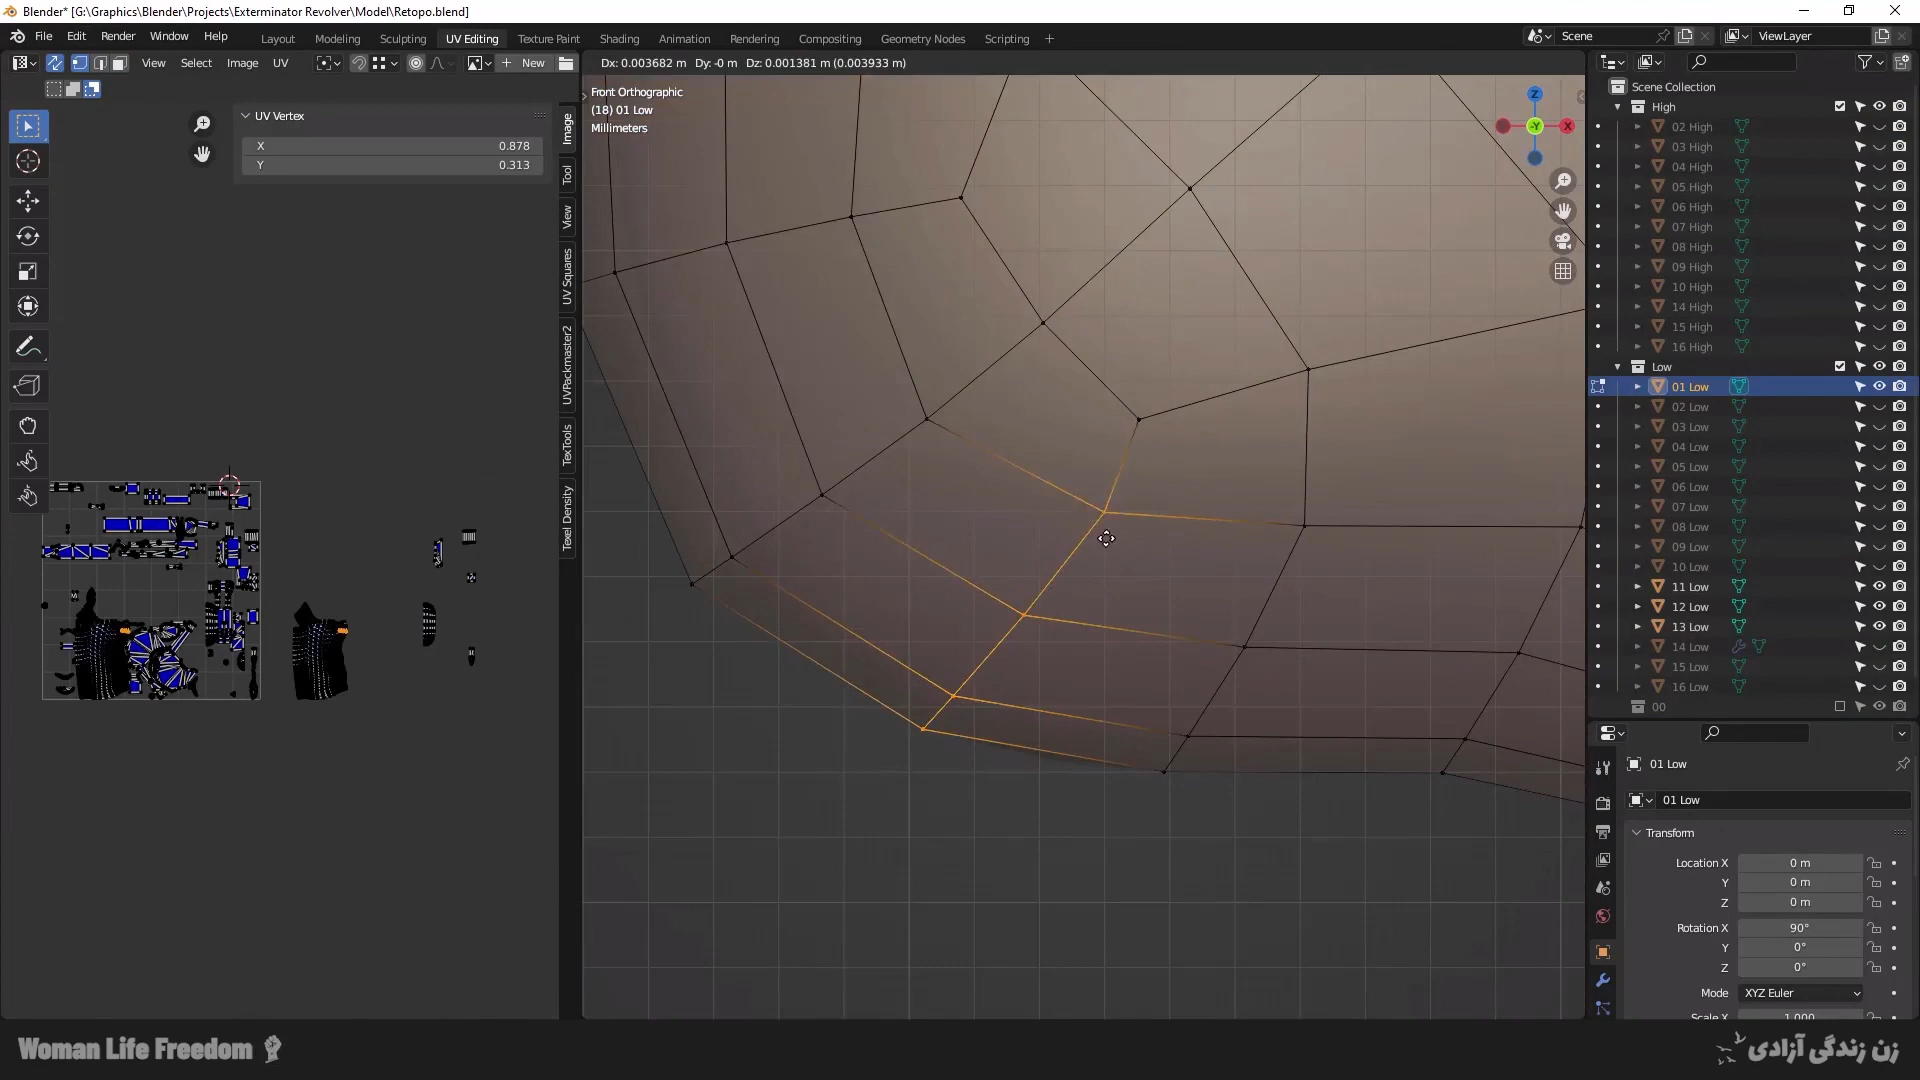 Blender* [G:\Graphics\Blender\Projects\Exterminator Revolver\Model\Retopo.blend]
File Edit Render Window Help Layout Modeling Sculpting UV Editing Texture Paint Shading Animation Rendering Compositing Geometry Nodes Scripting + Scene ViewLayer
View Select Image UV New Dx: 0.003682 m Dy: -0 m Dz: 0.001381 m (0.003933 m)
UV Vertex
X 0.878
Y 0.313
Image
Tool
View
UV Squares
UVPackmaster2
TexTools
Texel Density
Front Orthographic
(18) 01 Low
Millimeters
Z
X
-Y
Scene Collection
High
02 High
03 High
04 High
05 High
06 High
07 High
08 High
09 High
10 High
14 High
15 High
16 High
Low
01 Low
02 Low
03 Low
04 Low
05 Low
06 Low
07 Low
08 Low
09 Low
10 Low
11 Low
12 Low
13 Low
14 Low
15 Low
16 Low
00
01 Low
01 Low
Transform
Location X 0 m
Y 0 m
Z 0 m
Rotation X 90°
Y 0°
Z 0°
Mode XYZ Euler
Scale X 1.000
Woman Life Freedom
زن زندگی آزادی